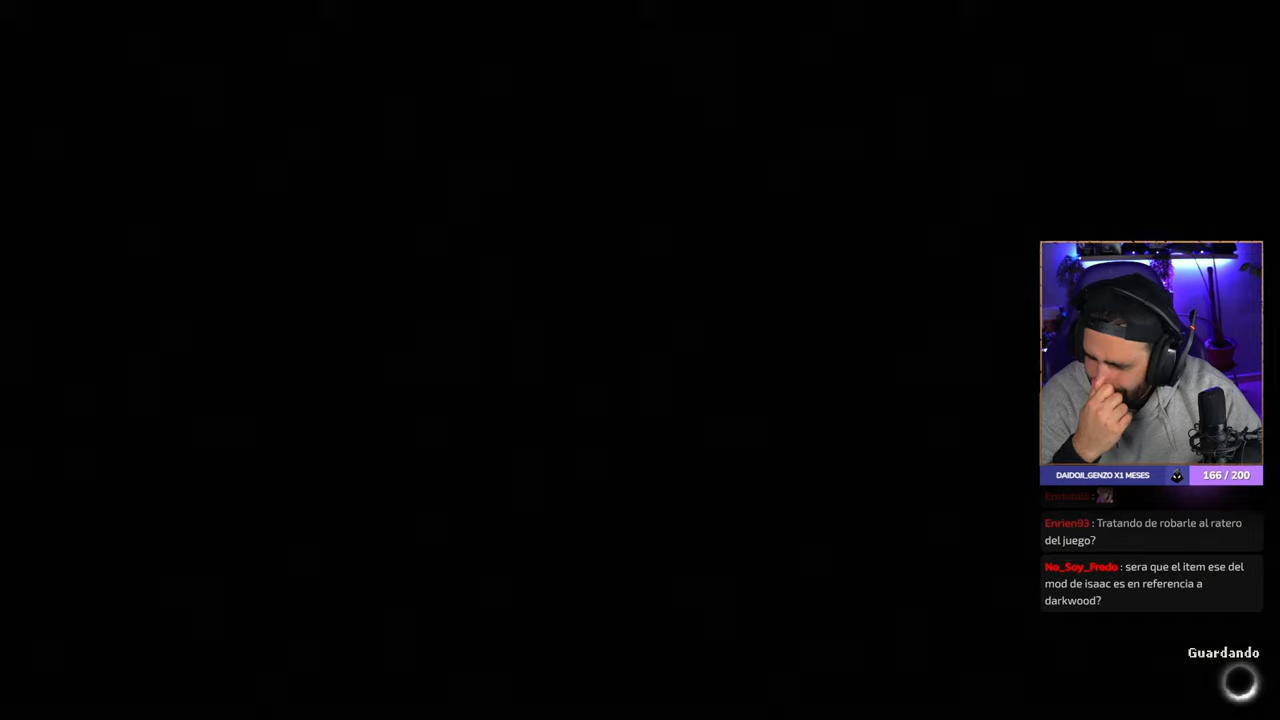 DAIDOJI_GENZO X1 MESES
166 / 200
Enrien93 : Tratando de robarle al ratero
del juego?
No_Soy_Fredo : sera que el item ese del
mod de isaac es en referencia a
darkwood?
Guardando